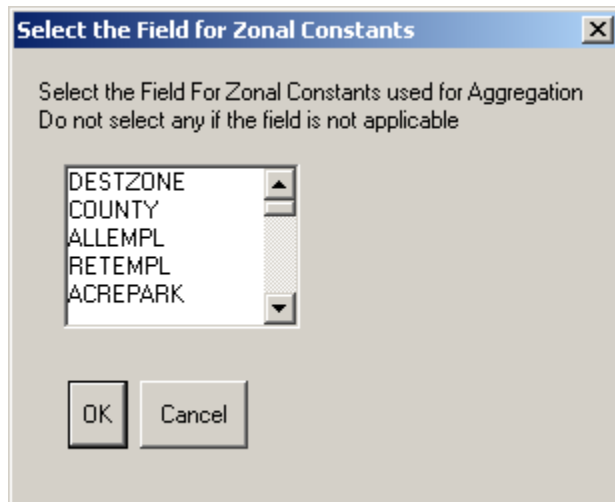 Select the Field for Zonal Constants
Select the Field For Zonal Constants used for Aggregation
Do not select any if the field is not applicable
DESTZONE
COUNTY
ALLEMPL
RETEMPL
ACREPARK
OK Cancel